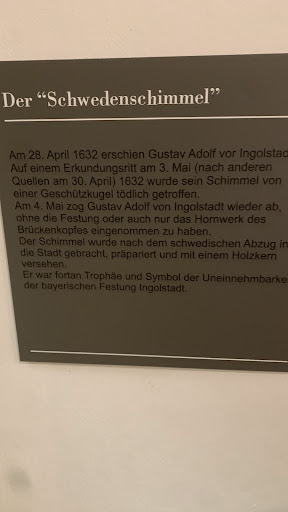 Der “Schwedenschimmel”
Am 28. April 1632 erschien Gustav Adolf vor Ingolstad
Auf einem Erkundungsritt am 3. Mai (nach anderen
Quellen am 30. April) 1632 wurde sein Schimmel von
einer Geschützkugel tödlich getroffen.
Am 4. Mai zog Gustav Adolf von Ingolstadt wieder ab,
ohne die Festung oder auch nur das Hornwerk des
Brückenkopfes eingenommen zu haben.
Der Schimmel wurde nach dem schwedischen Abzug in
die Stadt gebracht, präpariert und mit einem Holzkern
versehen.
Er war fortan Trophäe und Symbol der Uneinnehmbarke
der bayerischen Festung Ingolstadt.